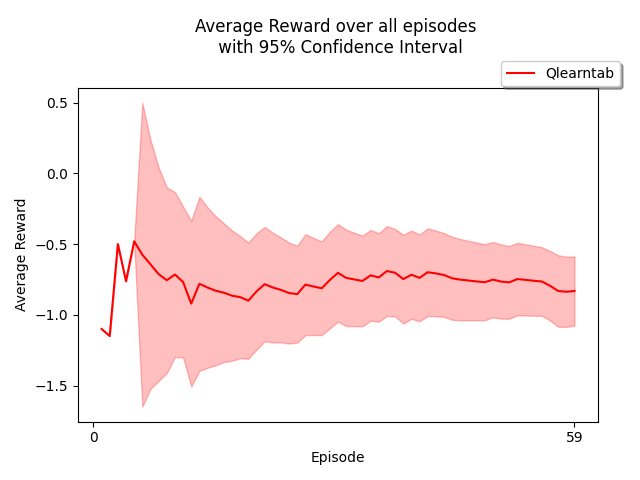 Average Reward over all episodes
with 95% Confidence Interval
Qlearntab
0.5
0.0
−0.5
−1.0
−1.5
Average Reward
0
59
Episode